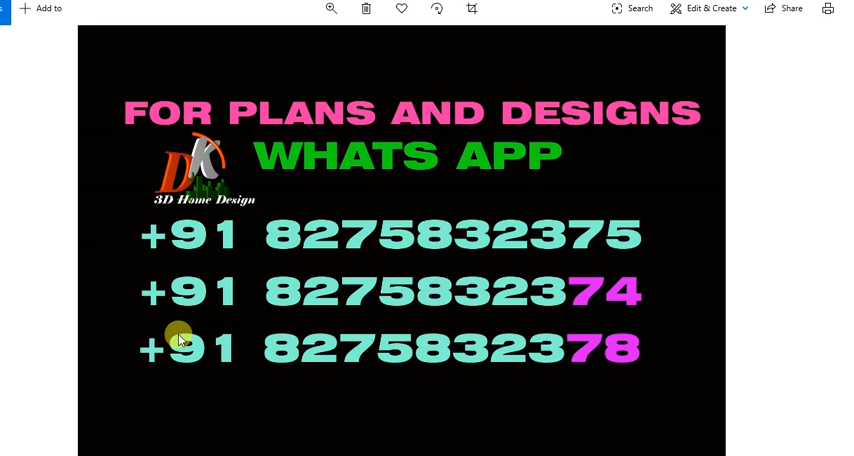 s
Add to
Search
Edit & Create
Share
FOR PLANS AND DESIGNS
WHATS APP
DK
3D Home Design
+91 8275832375
+91 8275832374
+91 8275832378